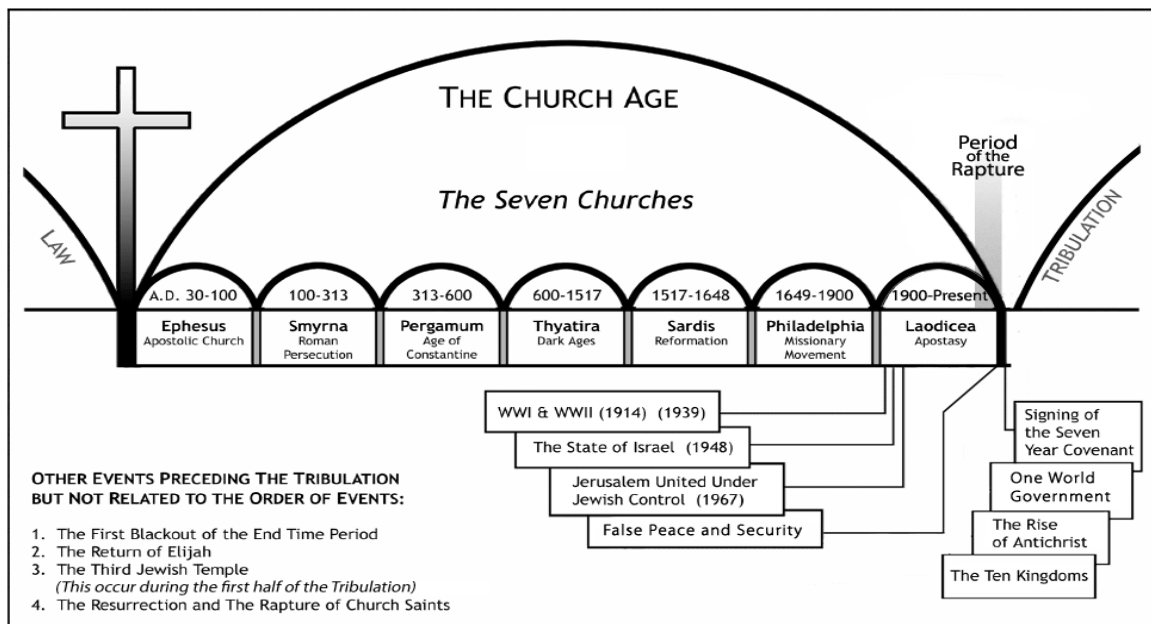 THE CHURCH AGE
The Seven Churches
Period
of the
Rapture
LAW
TRIBULATION
A.D. 30-100
100-313
313-600
600-1517
1517-1648
1649-1900
1900-Present
Ephesus
Apostolic Church
Smyrna
Roman
Persecution
Pergamum
Age of
Constantine
Thyatira
Dark Ages
Sardis
Reformation
Philadelphia
Missionary
Movement
Laodicea
Apostasy
WWI & WWII (1914) (1939)
The State of Israel (1948)
Jerusalem United Under
Jewish Control (1967)
False Peace and Security
Signing of
the Seven
Year Covenant
One World
Government
The Rise
of Antichrist
The Ten Kingdoms
OTHER EVENTS PRECEDING THE TRIBULATION
BUT NOT RELATED TO THE ORDER OF EVENTS:
1. The First Blackout of the End Time Period
2. The Return of Elijah
3. The Third Jewish Temple
(This occur during the first half of the Tribulation)
4. The Resurrection and The Rapture of Church Saints